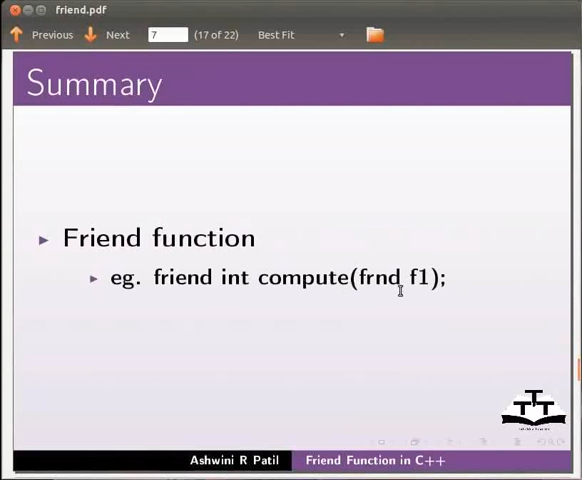 friend.pdf
Previous Next 7 (17 of 22) Best Fit
Summary
Friend function
eg. friend int compute(frnd f1);
TTT
Ashwini R Patil Friend Function in C++